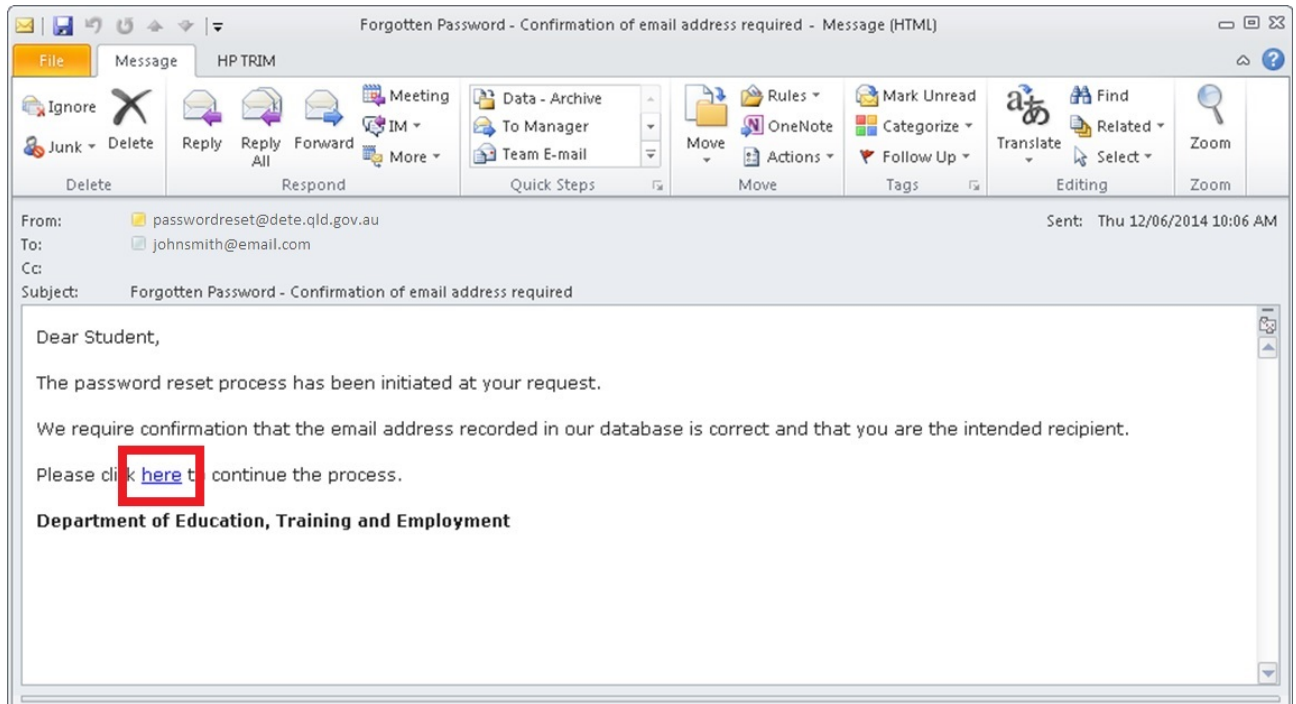 Forgotten Password - Confirmation of email address required - Message (HTML)
File Message HP TRIM
Ignore
Junk
Delete
Delete
Reply
Reply All
Forward
Meeting
IM
More
Respond
Data - Archive
To Manager
Team E-mail
Quick Steps
Move
Rules
OneNote
Actions
Move
Mark Unread
Categorize
Follow Up
Tags
Translate
Find
Related
Select
Editing
Zoom
Zoom
From: passwordreset@dete.qld.gov.au Sent: Thu 12/06/2014 10:06 AM
To: johnsmith@email.com
Cc:
Subject: Forgotten Password - Confirmation of email address required
Dear Student,
The password reset process has been initiated at your request.
We require confirmation that the email address recorded in our database is correct and that you are the intended recipient.
Please click here to continue the process.
Department of Education, Training and Employment